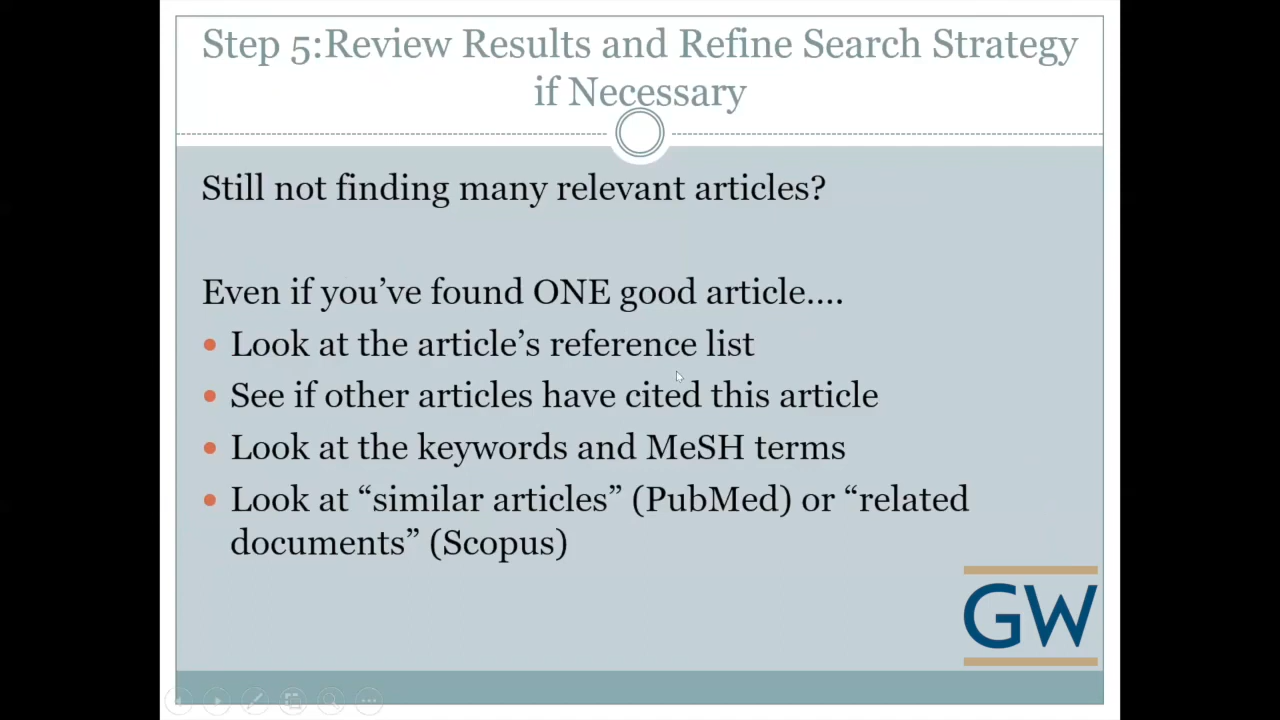 Step 5:Review Results and Refine Search Strategy
if Necessary
Still not finding many relevant articles?
Even if you’ve found ONE good article....
• Look at the article’s reference list
• See if other articles have cited this article
• Look at the keywords and MeSH terms
• Look at “similar articles” (PubMed) or “related
documents” (Scopus)
GW